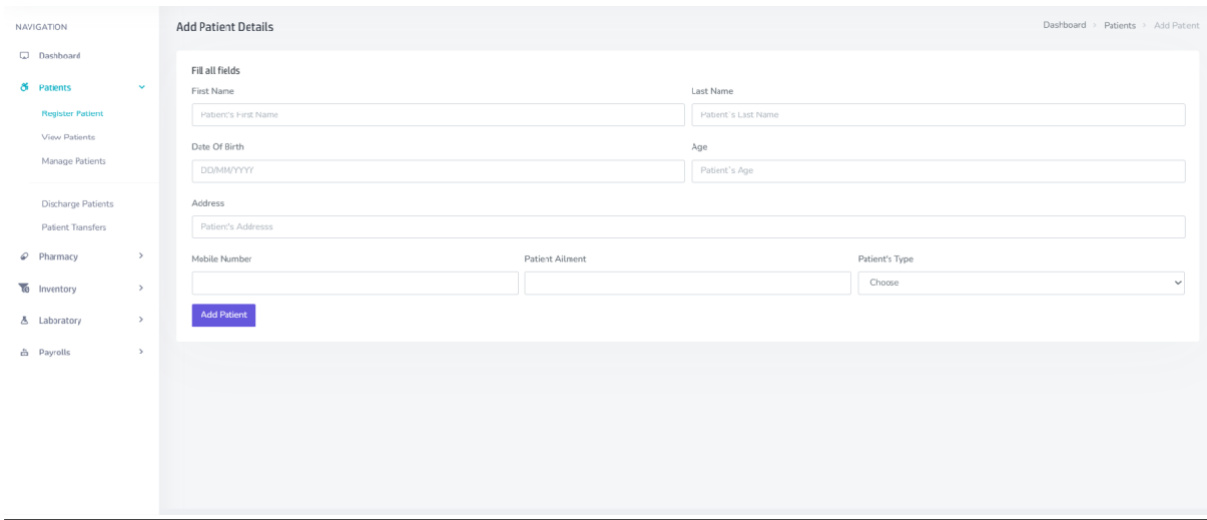 NAVIGATION
Dashboard
Patients
Register Patient
View Patients
Manage Patients
Discharge Patients
Patient Transfers
Pharmacy
Inventory
Laboratory
Payrolls
Add Patient Details
Dashboard > Patients > Add Patient
Fill all fields
First Name
Last Name
Patient's First Name
Patient`s Last Name
Date Of Birth
Age
DD/MM/YYYY
Patient`s Age
Address
Patient's Addresss
Mobile Number
Patient Ailment
Patient's Type
Choose
Add Patient